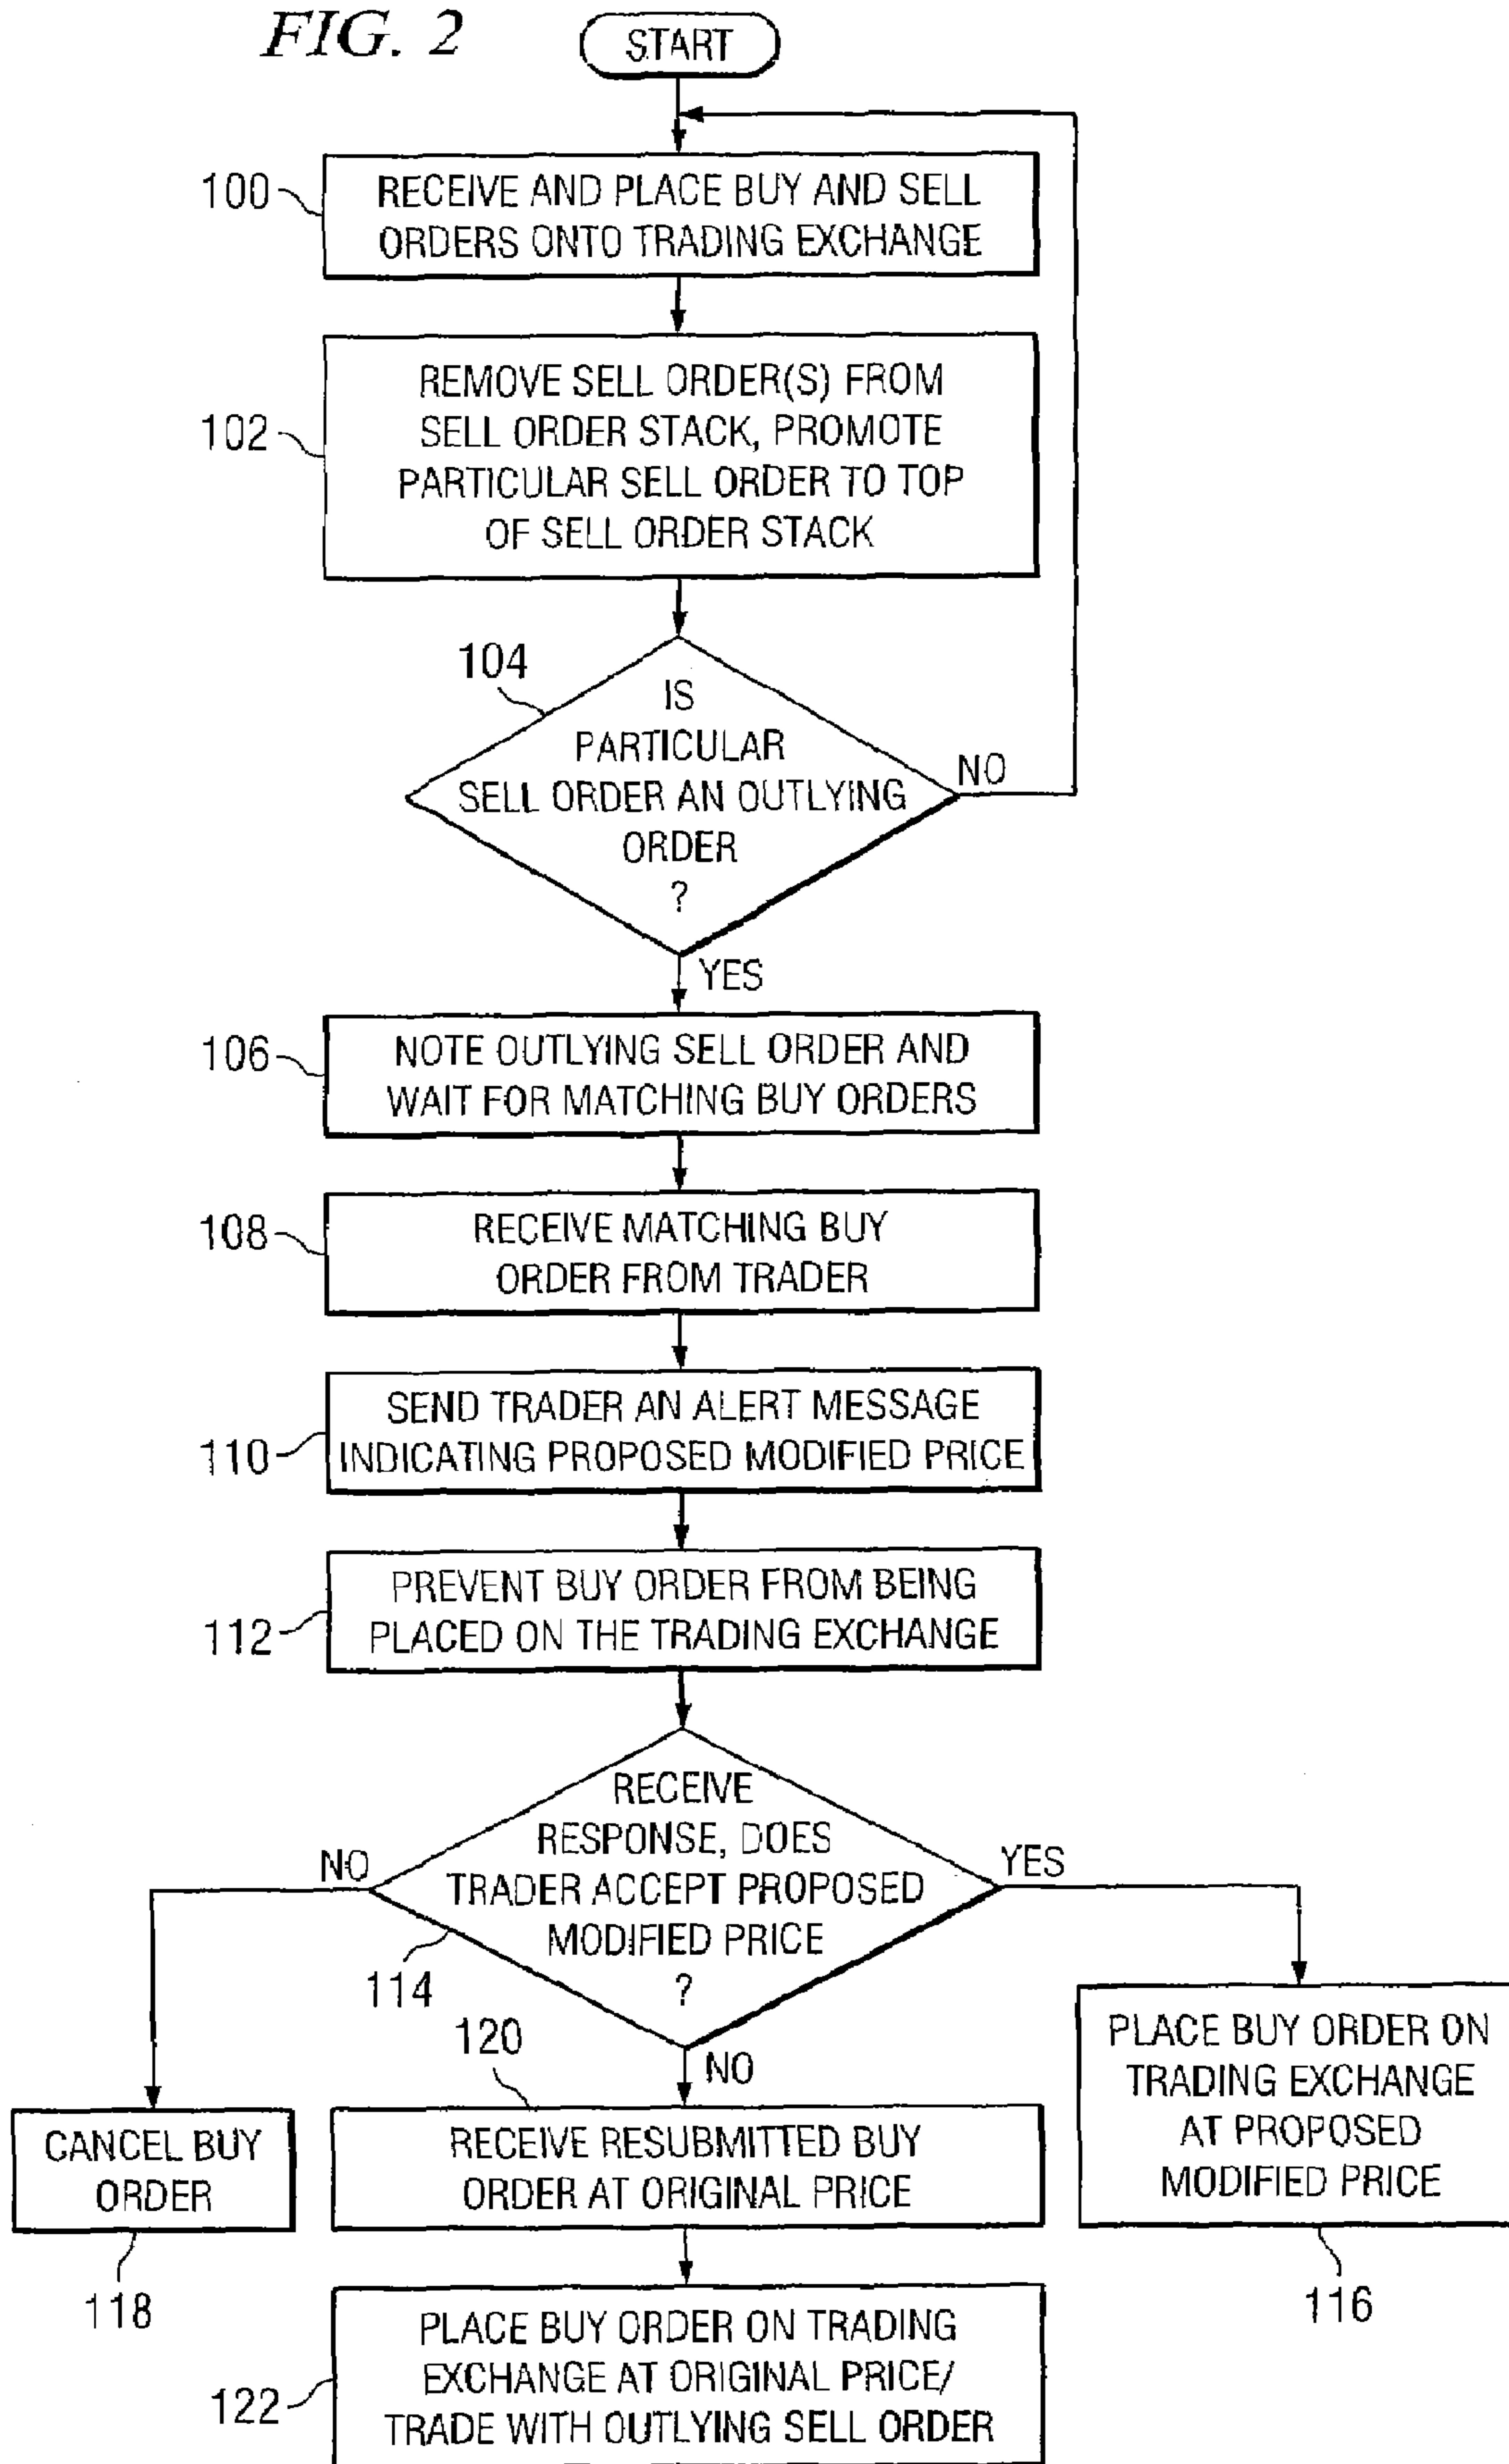 FIG. 2
START
100
RECEIVE AND PLACE BUY AND SELL
ORDERS ONTO TRADING EXCHANGE
102
REMOVE SELL ORDER(S) FROM
SELL ORDER STACK, PROMOTE
PARTICULAR SELL ORDER TO TOP
OF SELL ORDER STACK
104
IS
PARTICULAR
SELL ORDER AN OUTLYING
ORDER
?
NO
YES
106
NOTE OUTLYING SELL ORDER AND
WAIT FOR MATCHING BUY ORDERS
108
RECEIVE MATCHING BUY
ORDER FROM TRADER
110
SEND TRADER AN ALERT MESSAGE
INDICATING PROPOSED MODIFIED PRICE
112
PREVENT BUY ORDER FROM BEING
PLACED ON THE TRADING EXCHANGE
114
RECEIVE
RESPONSE, DOES
TRADER ACCEPT PROPOSED
MODIFIED PRICE
?
NO
YES
NO
CANCEL BUY
ORDER
118
120
RECEIVE RESUBMITTED BUY
ORDER AT ORIGINAL PRICE
PLACE BUY ORDER ON
TRADING EXCHANGE
AT PROPOSED
MODIFIED PRICE
116
122
PLACE BUY ORDER ON TRADING
EXCHANGE AT ORIGINAL PRICE/
TRADE WITH OUTLYING SELL ORDER